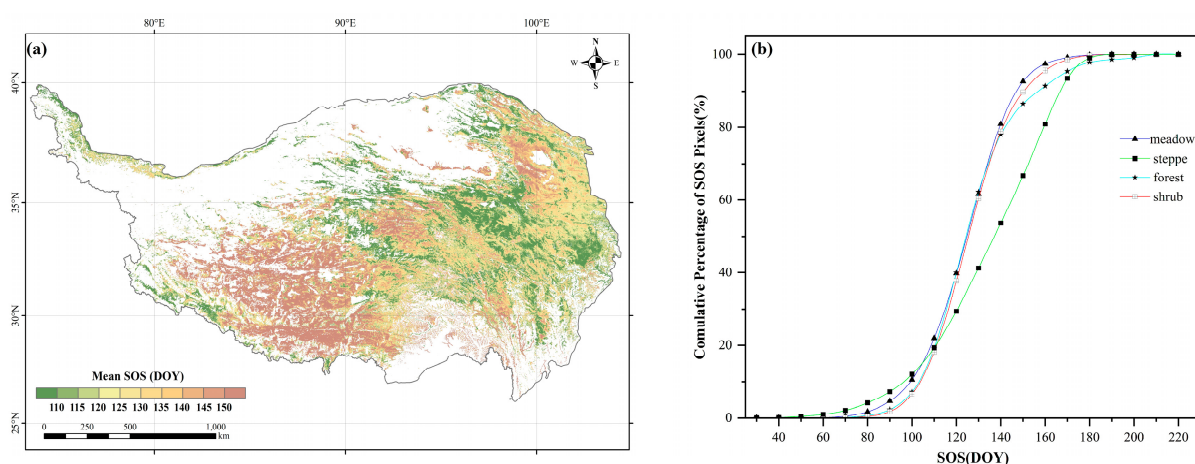 80°E 90°E 100°E
(a)
N
W E
S
40°N
35°N
30°N
25°N
Mean SOS (DOY)
110 115 120 125 130 135 140 145 150
0 250 500 1,000
km
(b)
Comulative Percentage of SOS Pixels(%)
100
80
60
40
20
0
meadow
steppe
forest
shrub
40 60 80 100 120 140 160 180 200 220
SOS(DOY)